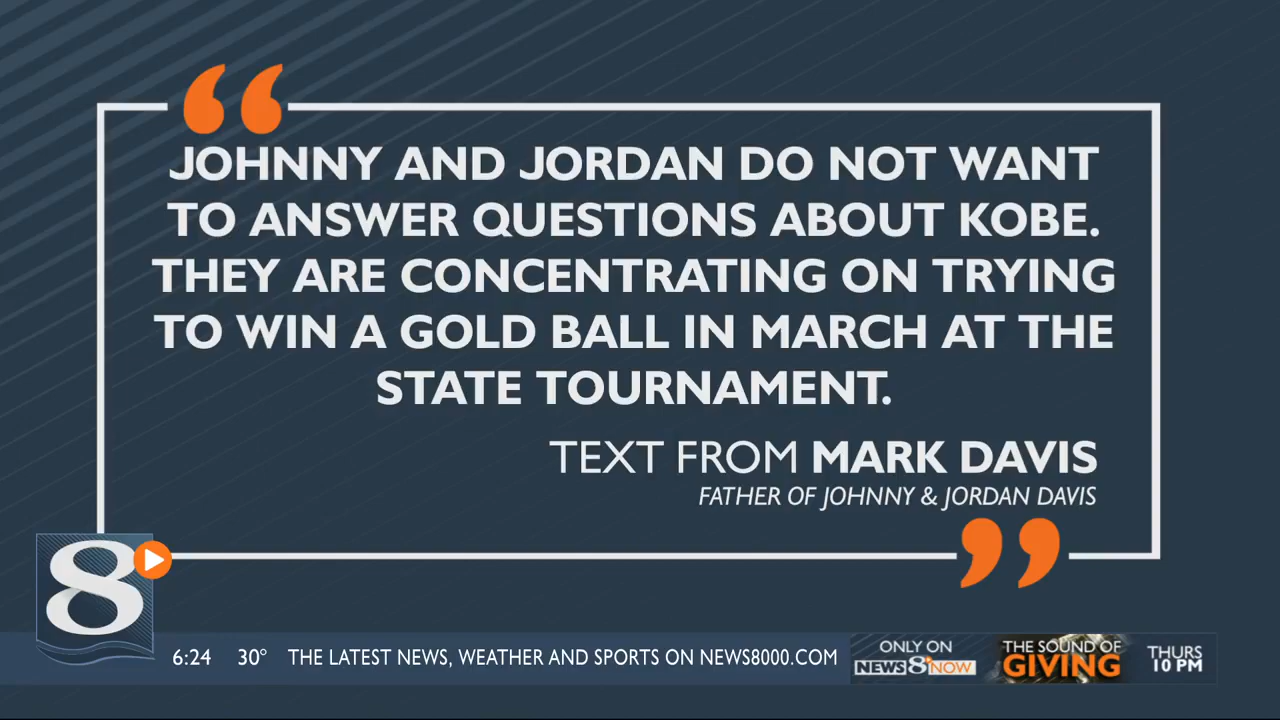 “
JOHNNY AND JORDAN DO NOT WANT
TO ANSWER QUESTIONS ABOUT KOBE.
THEY ARE CONCENTRATING ON TRYING
TO WIN A GOLD BALL IN MARCH AT THE
STATE TOURNAMENT.
TEXT FROM MARK DAVIS
FATHER OF JOHNNY & JORDAN DAVIS
”
8
6:24 30° THE LATEST NEWS, WEATHER AND SPORTS ON NEWS8000.COM
ONLY ON
NEWS 8 NOW
THE SOUND OF
GIVING
THURS
10 PM